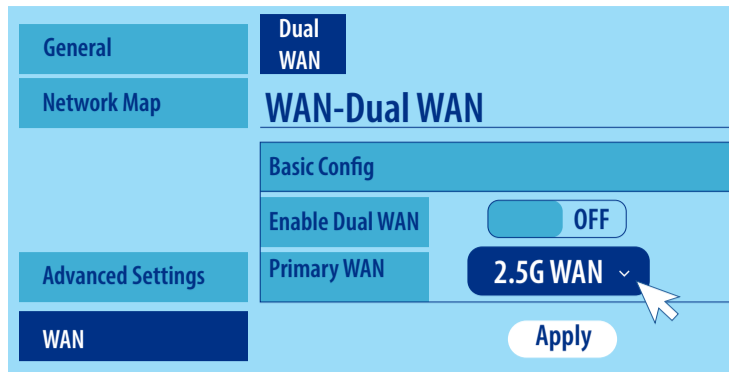 General
Network Map
Advanced Settings
WAN
Dual
WAN
WAN-Dual WAN
Basic Config
Enable Dual WAN
OFF
Primary WAN
2.5G WAN
Apply